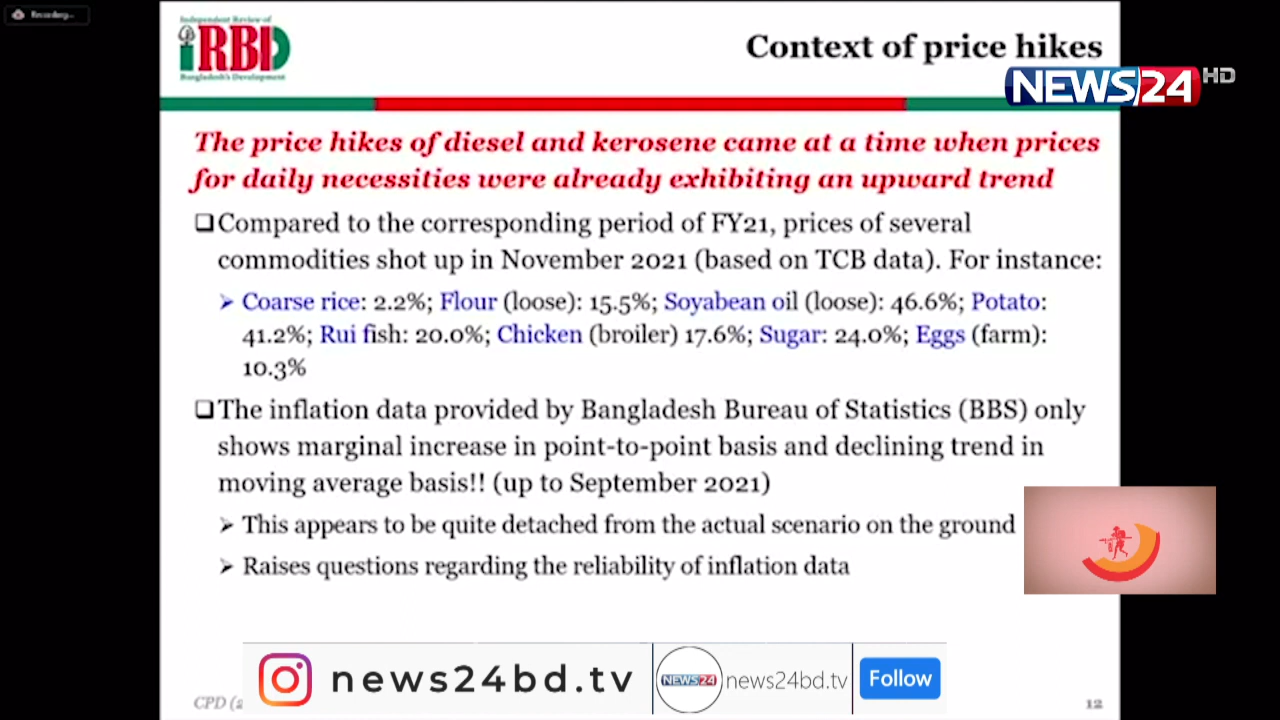 Recording...
Independent Review of
iRBD
Bangladesh's Development
Context of price hikes
NEWS24 HD
The price hikes of diesel and kerosene came at a time when prices
for daily necessities were already exhibiting an upward trend
❑Compared to the corresponding period of FY21, prices of several
commodities shot up in November 2021 (based on TCB data). For instance:
➢ Coarse rice: 2.2%; Flour (loose): 15.5%; Soyabean oil (loose): 46.6%; Potato:
41.2%; Rui fish: 20.0%; Chicken (broiler) 17.6%; Sugar: 24.0%; Eggs (farm):
10.3%
❑The inflation data provided by Bangladesh Bureau of Statistics (BBS) only
shows marginal increase in point-to-point basis and declining trend in
moving average basis!! (up to September 2021)
➢ This appears to be quite detached from the actual scenario on the ground
➢ Raises questions regarding the reliability of inflation data
news24bd.tv
NEWS24
news24bd.tv
Follow
CPD
12